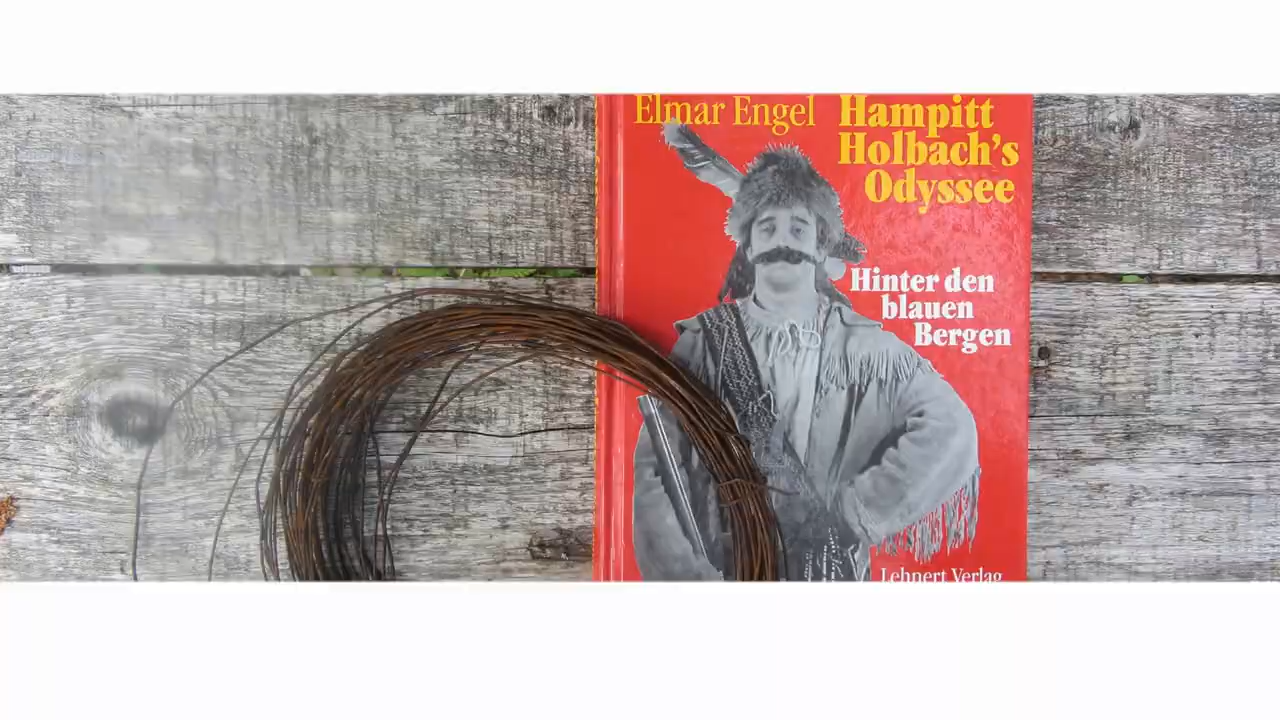 Elmar Engel
Hampitt
Holbach's
Odyssee
Hinter den
blauen
Bergen
Lehnert Verlag